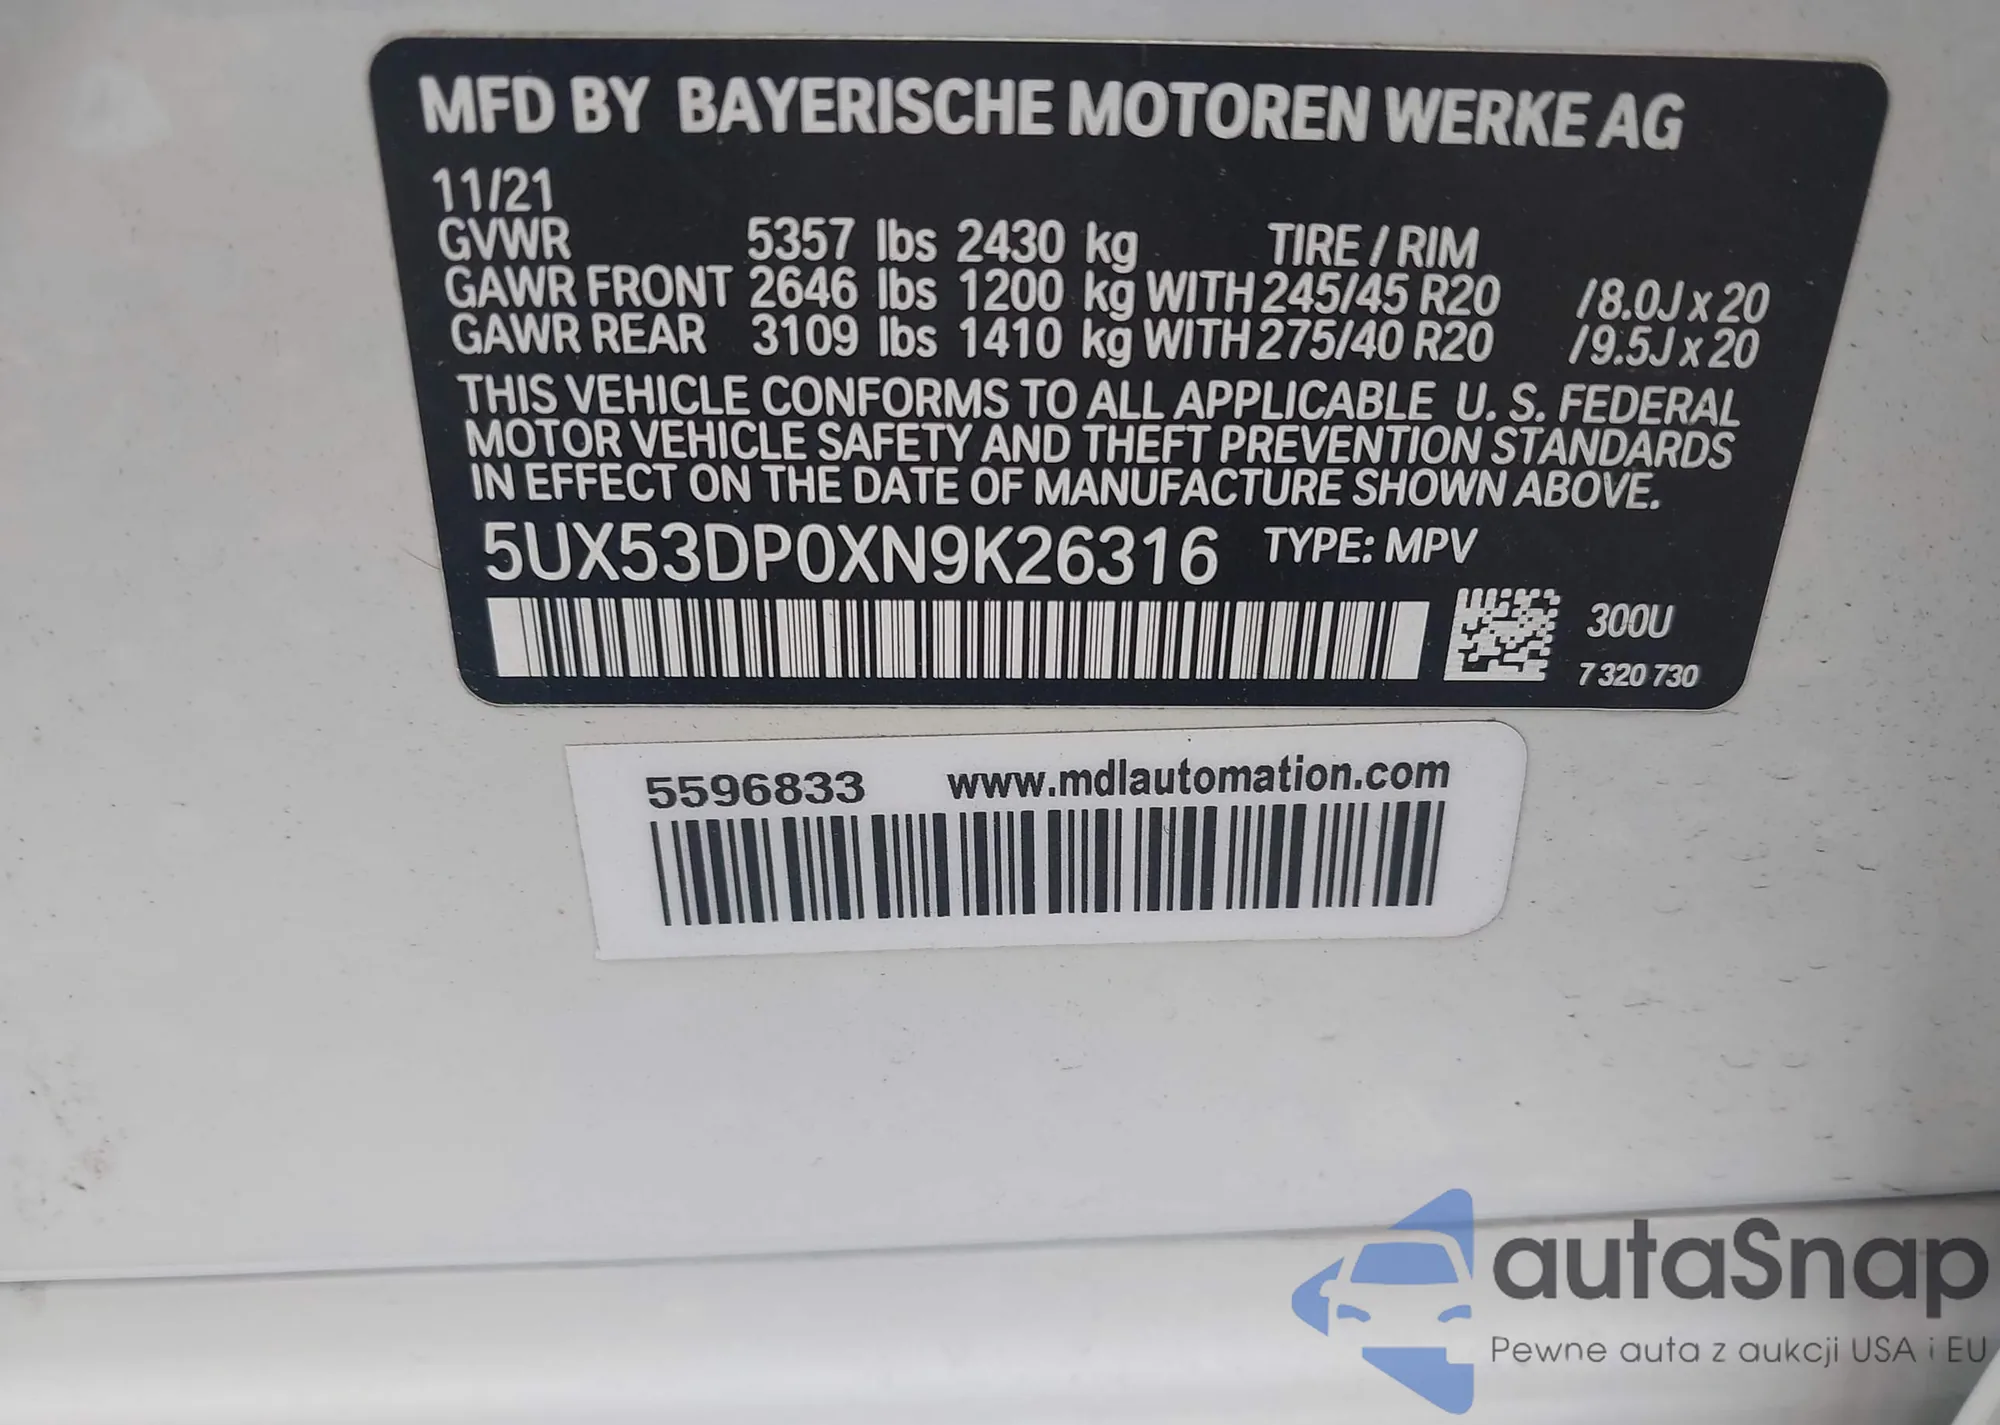 MFD BY BAYERISCHE MOTOREN WERKE AG
11/21
GVWR 5357 lbs 2430 kg TIRE / RIM
GAWR FRONT 2646 lbs 1200 kg WITH 245/45 R20 /8.0J x 20
GAWR REAR 3109 lbs 1410 kg WITH 275/40 R20 /9.5J x 20
THIS VEHICLE CONFORMS TO ALL APPLICABLE U. S. FEDERAL
MOTOR VEHICLE SAFETY AND THEFT PREVENTION STANDARDS
IN EFFECT ON THE DATE OF MANUFACTURE SHOWN ABOVE.
5UX53DP0XN9K26316 TYPE: MPV
300U
7 320 730
5596833 www.mdlautomation.com
autaSnap
Pewne auta z aukcji USA i EU